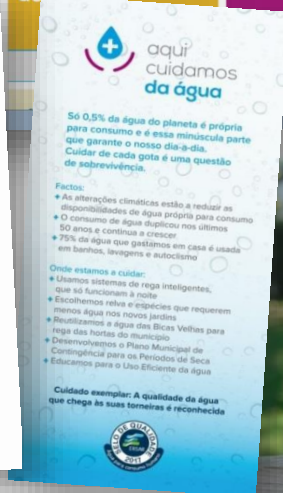 aqui
cuidamos
da água
Só 0,5% da água do planeta é própria
para consumo e é essa minúscula parte
que garante o nosso dia-a-dia.
Cuidar de cada gota é uma questão
de sobrevivência.
Factos:
+ As alterações climáticas estão a reduzir as
disponibilidades de água própria para consumo
+ O consumo de água duplicou nos últimos
50 anos e continua a crescer
+ 75% da água que gastamos em casa é usada
em banhos, lavagens e autoclismo
Onde estamos a cuidar:
+ Usamos sistemas de rega inteligentes,
que só funcionam à noite
+ Escolhemos relva e espécies que requerem
menos água nos novos jardins
+ Reutilizamos a água das Bicas Velhas para
rega das hortas do município
+ Desenvolvemos o Plano Municipal de
Contingência para os Períodos de Seca
+ Educamos para o Uso Eficiente da água
Cuidado exemplar: A qualidade da água
que chega às suas torneiras é reconhecida
SELO DE QUALIDADE
ERSAR
2017